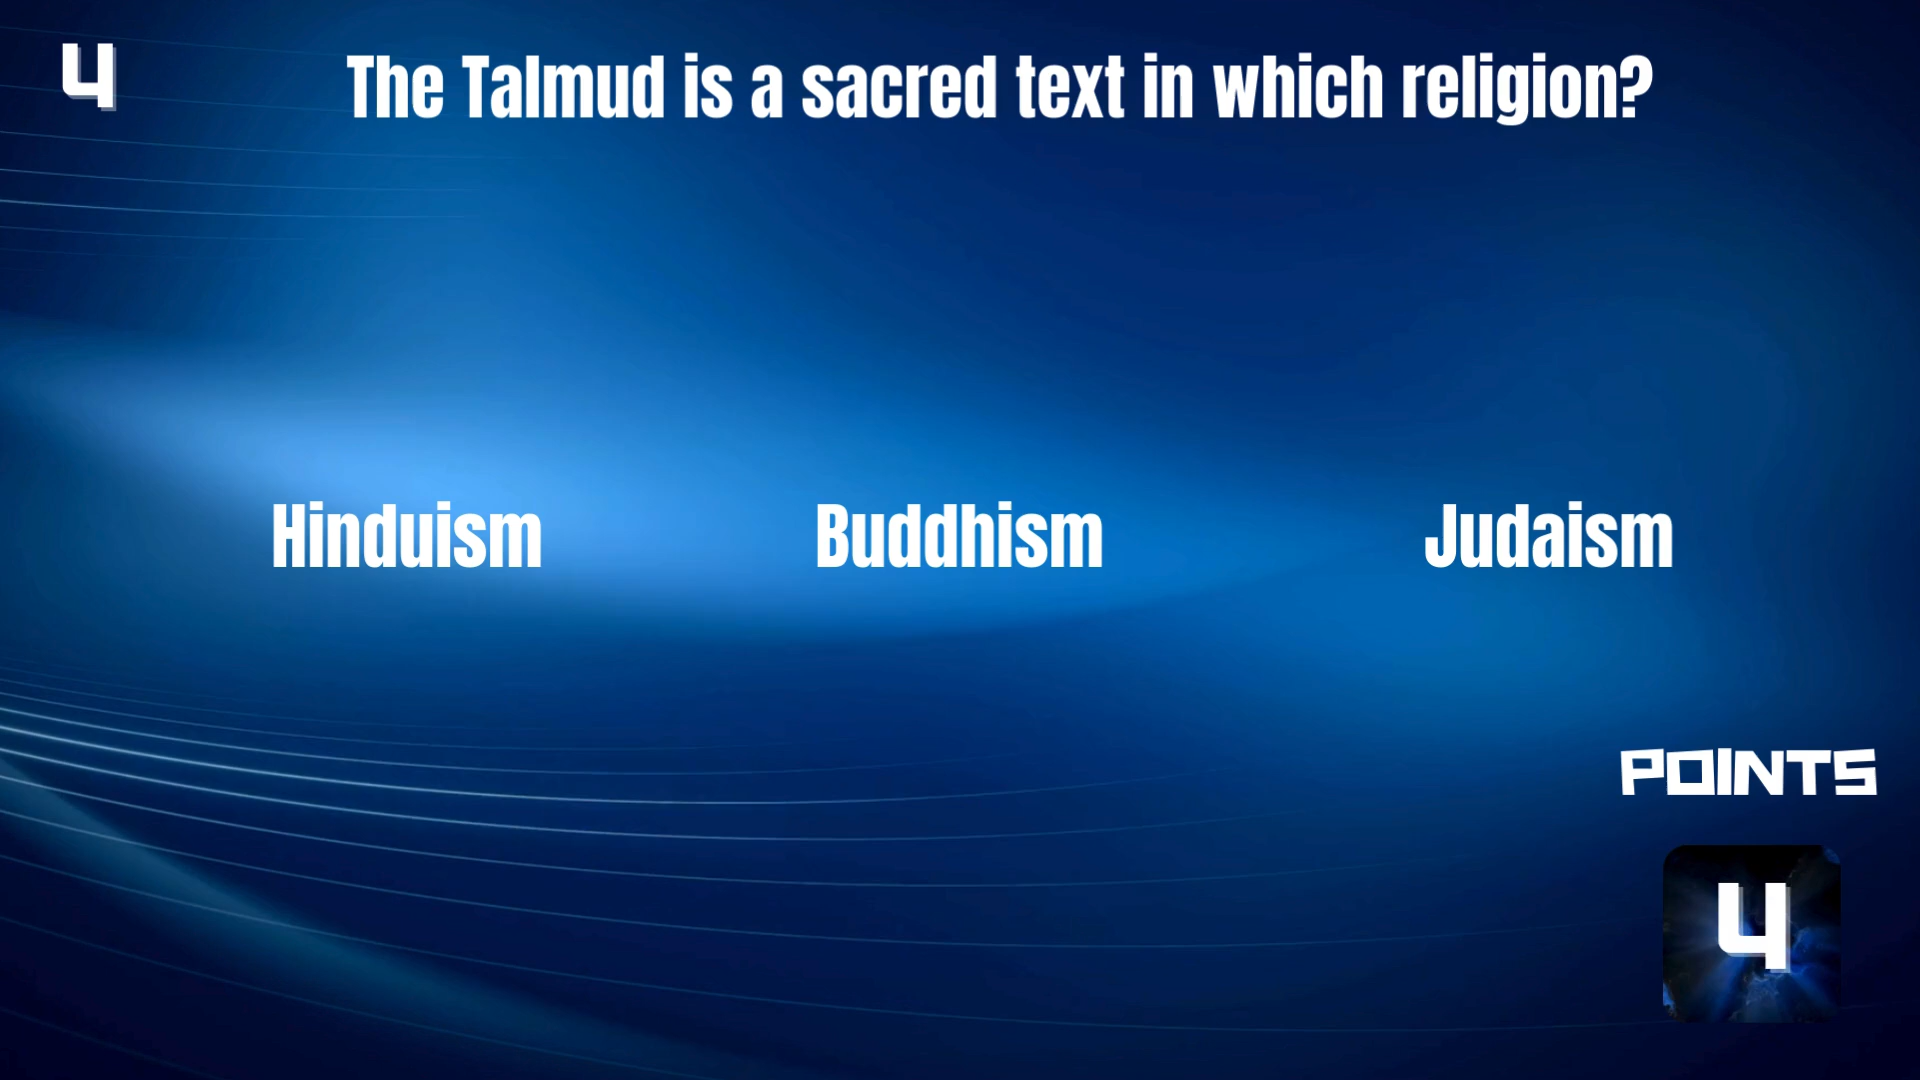 4
The Talmud is a sacred text in which religion?
Hinduism
Buddhism
Judaism
POINTS
4